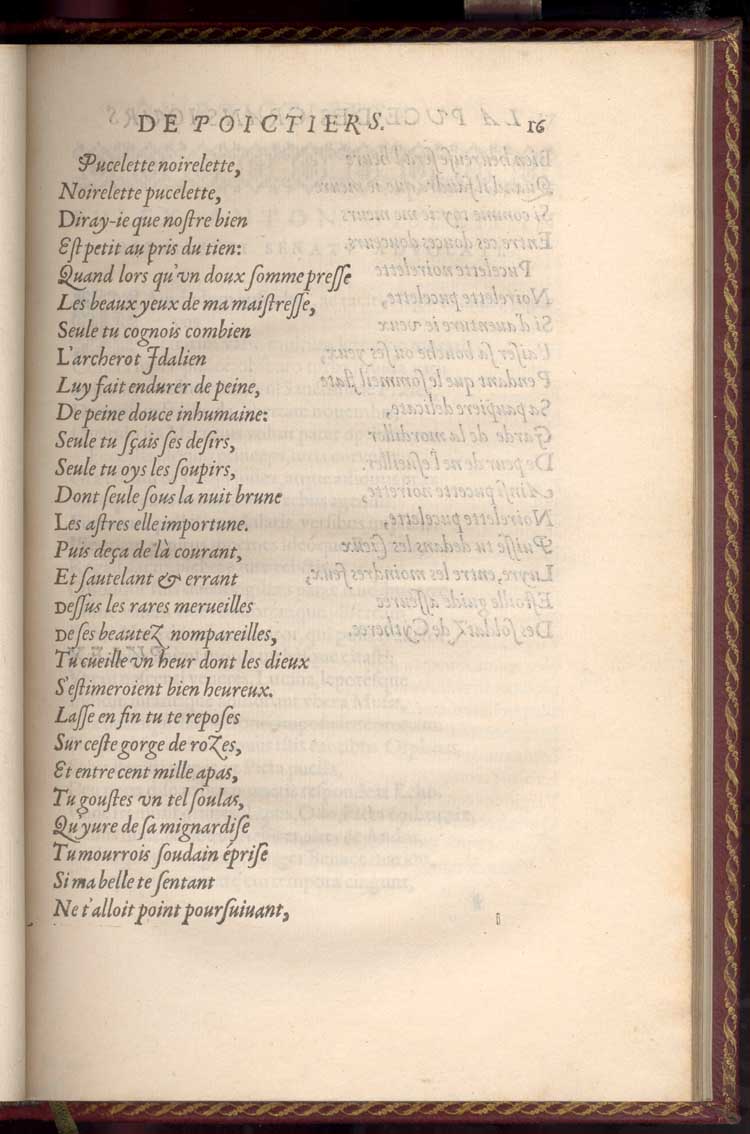 DE POICTIERS. 16
Pucelette noirelette,
Noirelette pucelette,
Diray-ie que noſtre bien
Eſt petit au pris du tien:
Quand lors qu'vn doux ſomme preſſe
Les beaux yeux de ma maiſtreſſe,
Seule tu cognois combien
L'archerot Idalien
Luy fait endurer de peine,
De peine douce inhumaine:
Seule tu ſçais ſes deſirs,
Seule tu oys les ſoupirs,
Dont ſeule ſous la nuit brune
Les aſtres elle importune.
Puis deça de là courant,
Et ſautelant & errant
Deſſus les rares merueilles
De ſes beautez nompareilles,
Tu cueille vn heur dont les dieux
S'eſtimeroient bien heureux.
Laſſe en fin tu te repoſes
Sur ceſte gorge de rozes,
Et entre cent mille apas,
Tu gouſtes vn tel ſoulas,
Qu'yure de ſa mignardiſe
Tu mourrois ſoudain épriſe
Si ma belle te ſentant
Ne t'alloit point pourſuiuant,